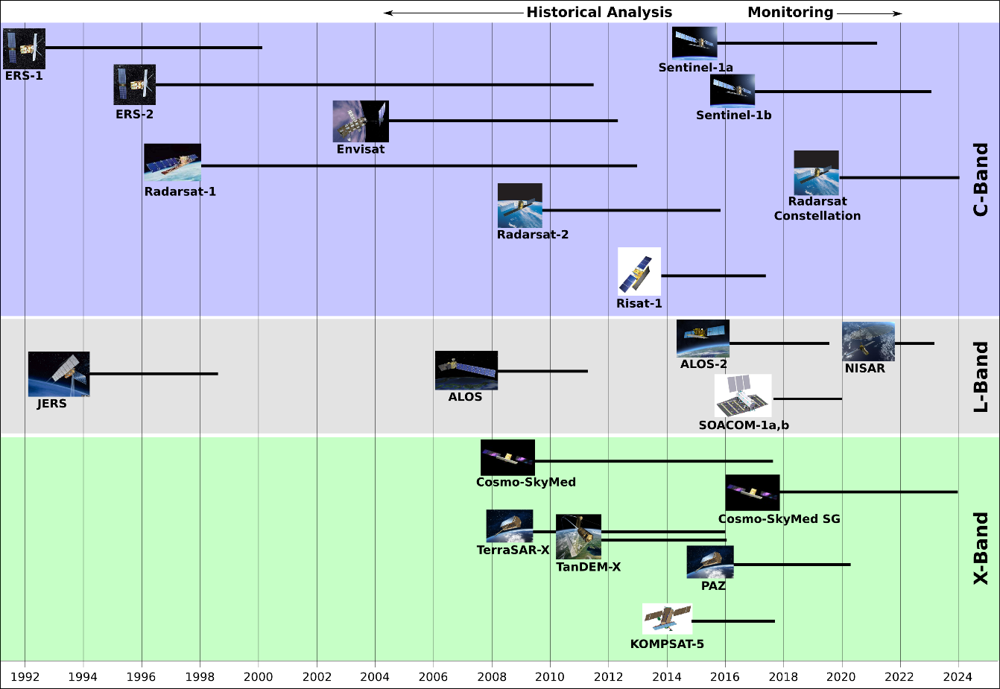 Historical Analysis
Monitoring
ERS-1
Sentinel-1a
ERS-2
Sentinel-1b
Envisat
Radarsat-1
Radarsat
Constellation
Radarsat-2
Risat-1
C-Band
ALOS-2
NISAR
JERS
ALOS
SOACOM-1a,b
L-Band
Cosmo-SkyMed
Cosmo-SkyMed SG
TerraSAR-X
TanDEM-X
PAZ
KOMPSAT-5
X-Band
1992 1994 1996 1998 2000 2002 2004 2006 2008 2010 2012 2014 2016 2018 2020 2022 2024